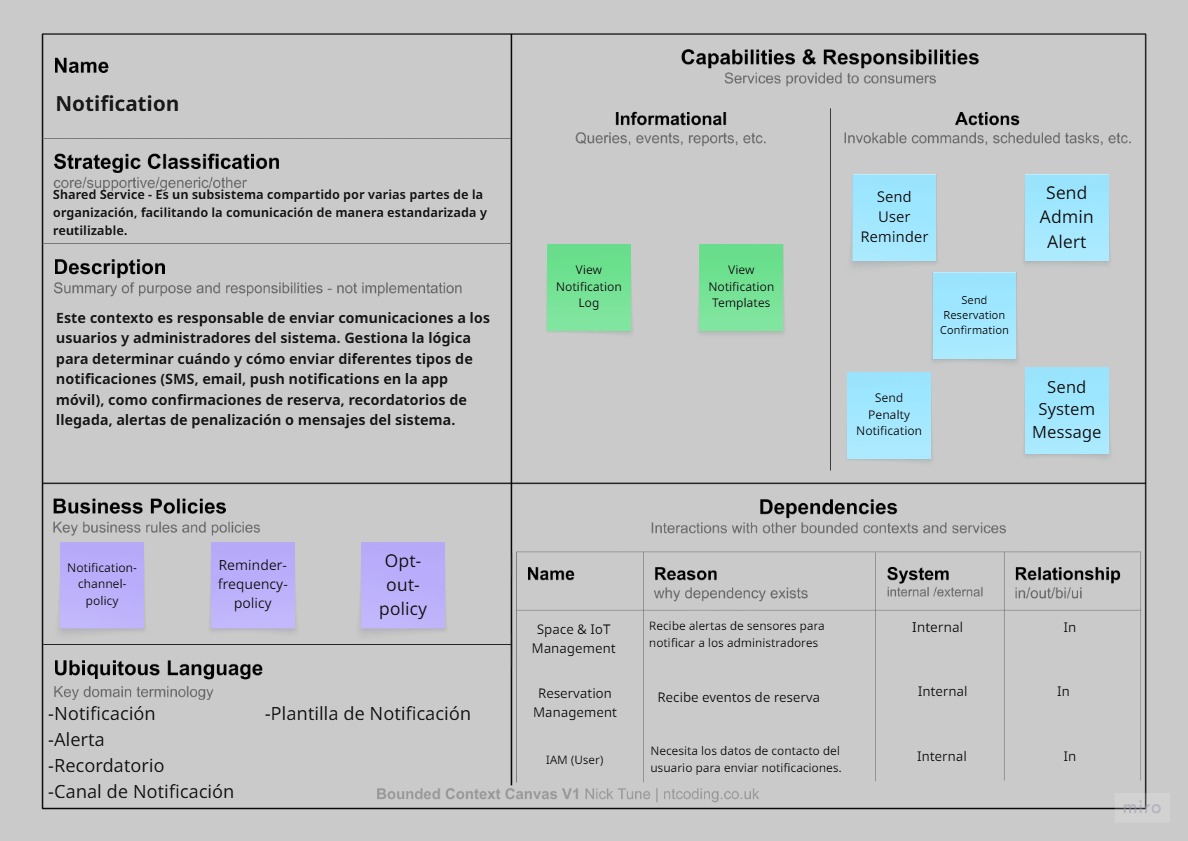 Name
Notification
Strategic Classification
core/supportive/generic/other
Shared Service - Es un subsistema compartido por varias partes de la
organización, facilitando la comunicación de manera estandarizada y
reutilizable.
Description
Summary of purpose and responsibilities - not implementation
Este contexto es responsable de enviar comunicaciones a los
usuarios y administradores del sistema. Gestiona la lógica
para determinar cuándo y cómo enviar diferentes tipos de
notificaciones (SMS, email, push notifications en la app
móvil), como confirmaciones de reserva, recordatorios de
llegada, alertas de penalización o mensajes del sistema.
Capabilities & Responsibilities
Services provided to consumers
Informational
Queries, events, reports, etc.
View
Notification
Log
View
Notification
Templates
Actions
Invokable commands, scheduled tasks, etc.
Send
User
Reminder
Send
Admin
Alert
Send
Reservation
Confirmation
Send
Penalty
Notification
Send
System
Message
Business Policies
Key business rules and policies
Notification-
channel-
policy
Reminder-
frequency-
policy
Opt-
out-
policy
Ubiquitous Language
Key domain terminology
-Notificación
-Alerta
-Recordatorio
-Canal de Notificación
-Plantilla de Notificación
Dependencies
Interactions with other bounded contexts and services
Name
Reason
why dependency exists
System
internal /external
Relationship
in/out/bi/ui
Space & IoT
Management
Recibe alertas de sensores para
notificar a los administradores
Internal
In
Reservation
Management
Recibe eventos de reserva
Internal
In
IAM (User)
Necesita los datos de contacto del
usuario para enviar notificaciones.
Internal
In
Bounded Context Canvas V1 Nick Tune | ntcoding.co.uk
miro